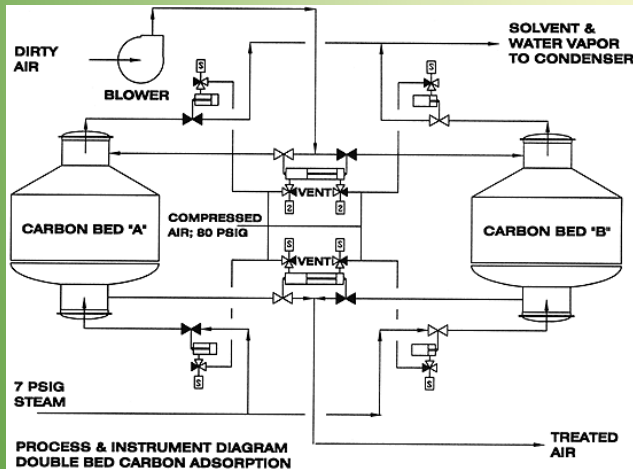 DIRTY
AIR
BLOWER
SOLVENT &
WATER VAPOR
TO CONDENSER
S
S
VENT
S
S
CARBON BED "A"
COMPRESSED
AIR; 80 PSIG
CARBON BED "B"
S
S
VENT
S
S
7 PSIG
STEAM
TREATED
AIR
PROCESS & INSTRUMENT DIAGRAM
DOUBLE BED CARBON ADSORPTION